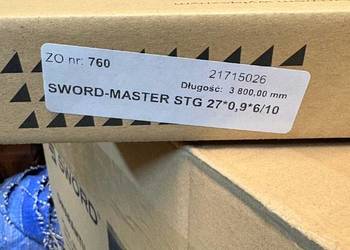 ZO nr: 760
21715026
Długość: 3 800,00 mm
SWORD-MASTER STG 27*0,9*6/10
SWORD